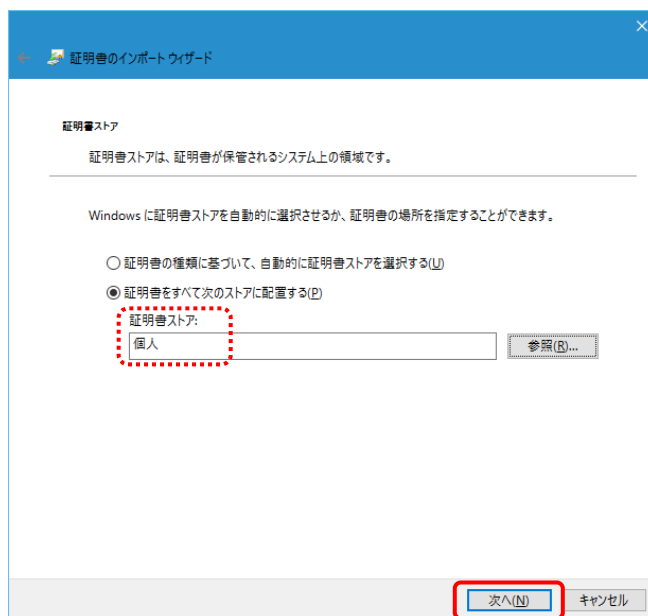 証明書のインポート ウィザード
証明書ストア
証明書ストアは、証明書が保管されるシステム上の領域です。
Windows に証明書ストアを自動的に選択させるか、証明書の場所を指定することができます。
証明書の種類に基づいて、自動的に証明書ストアを選択する(U)
証明書をすべて次のストアに配置する(P)
証明書ストア:
個人
参照(R)...
次へ(N)
キャンセル